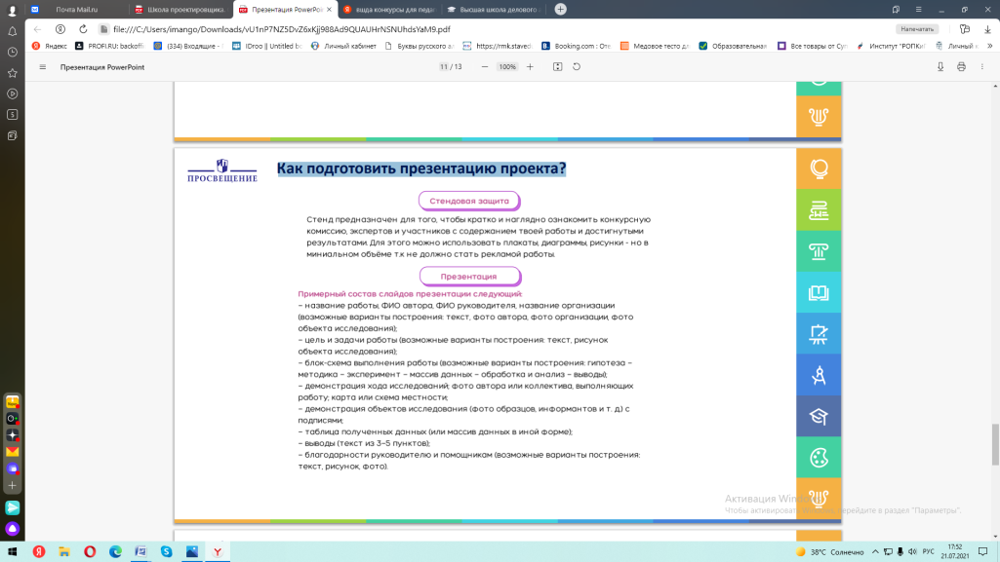 Почта Mail.ru
Школа проектировщика.
Презентация PowerPoi
вшда конкурсы для педаг
Высшая школа делового
file:///C:/Users/imango/Downloads/vU1nP7NZ5DvZ6xKjj988Ad9QUAUHrNSNUhdsYaM9.pdf
Напечатать
Яндекс
PROFI.RU: backoffi
(334) Входящие -
IDroo || Untitled bo
Личный кабинет
Буквы русского ал
https://rmk.stavedi
Booking.com : Оте
Медовое тесто дл
Образовательная
Все товары от Су
Институт "РОПКи
Личный к
Презентация PowerPoint
11 / 13
100%
ПРОСВЕЩЕНИЕ
Как подготовить презентацию проекта?
Стендовая защита
Стенд предназначен для того, чтобы кратко и наглядно ознакомить конкурсную
комиссию, экспертов и участников с содержанием твоей работы и достигнутыми
результатами. Для этого можно использовать плакаты, диаграммы, рисунки - но в
миниальном объёме т.к не должно стать рекламой работы.
Презентация
Примерный состав слайдов презентации следующий:
– название работы, ФИО автора, ФИО руководителя, название организации
(возможные варианты построения: текст, фото автора, фото организации, фото
объекта исследования);
– цель и задачи работы (возможные варианты построения: текст, рисунок
объекта исследования);
– блок-схема выполнения работы (возможные варианты построения: гипотеза –
методика – эксперимент – массив данных – обработка и анализ – выводы);
– демонстрация хода исследований; фото автора или коллектива, выполняющих
работу; карта или схема местности;
– демонстрация объектов исследования (фото образцов, информантов и т. д.) с
подписями;
– таблица полученных данных (или массив данных в иной форме);
– выводы (текст из 3–5 пунктов);
– благодарности руководителю и помощникам (возможные варианты построения:
текст, рисунок, фото).
Активация Windo
Чтобы активировать перейдите в раздел "Параметры".
38°C Солнечно
РУС
17:52
21.07.2021